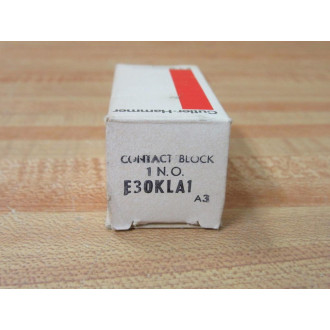 Cutler-Hammer
CONTACT BLOCK
1 N.O.
E30KLA1
A3